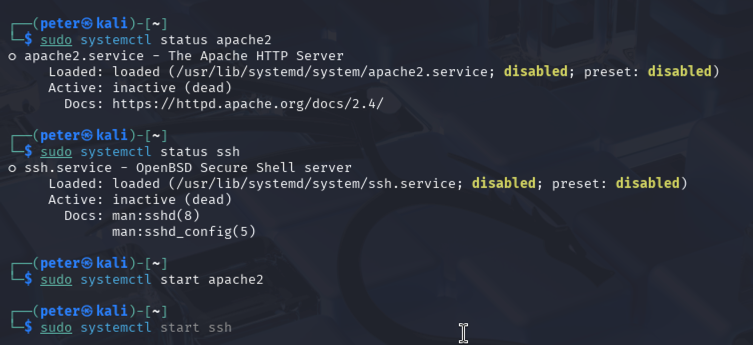 ┌──(peter㉿kali)-[~]
└─$ sudo systemctl status apache2
○ apache2.service - The Apache HTTP Server
     Loaded: loaded (/usr/lib/systemd/system/apache2.service; disabled; preset: disabled)
     Active: inactive (dead)
       Docs: https://httpd.apache.org/docs/2.4/
┌──(peter㉿kali)-[~]
└─$ sudo systemctl status ssh
○ ssh.service - OpenBSD Secure Shell server
     Loaded: loaded (/usr/lib/systemd/system/ssh.service; disabled; preset: disabled)
     Active: inactive (dead)
       Docs: man:sshd(8)
             man:sshd_config(5)
┌──(peter㉿kali)-[~]
└─$ sudo systemctl start apache2
┌──(peter㉿kali)-[~]
└─$ sudo systemctl start ssh